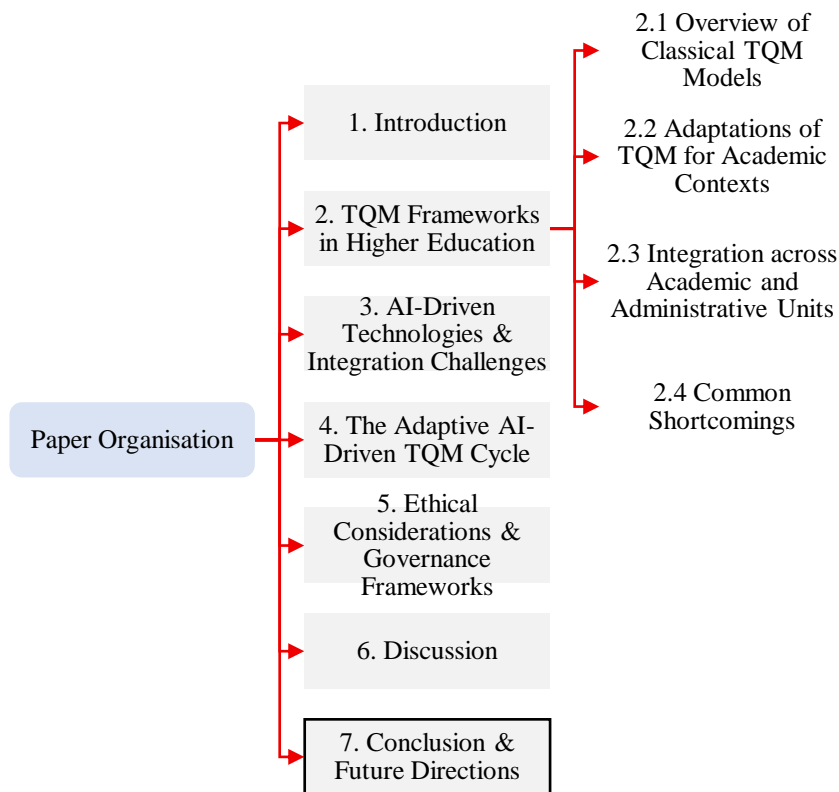 Paper Organisation
1. Introduction
2. TQM Frameworks
in Higher Education
2.1 Overview of
Classical TQM
Models
2.2 Adaptations of
TQM for Academic
Contexts
2.3 Integration across
Academic and
Administrative Units
2.4 Common
Shortcomings
3. AI-Driven
Technologies &
Integration Challenges
4. The Adaptive AI-
Driven TQM Cycle
5. Ethical
Considerations &
Governance
Frameworks
6. Discussion
7. Conclusion &
Future Directions